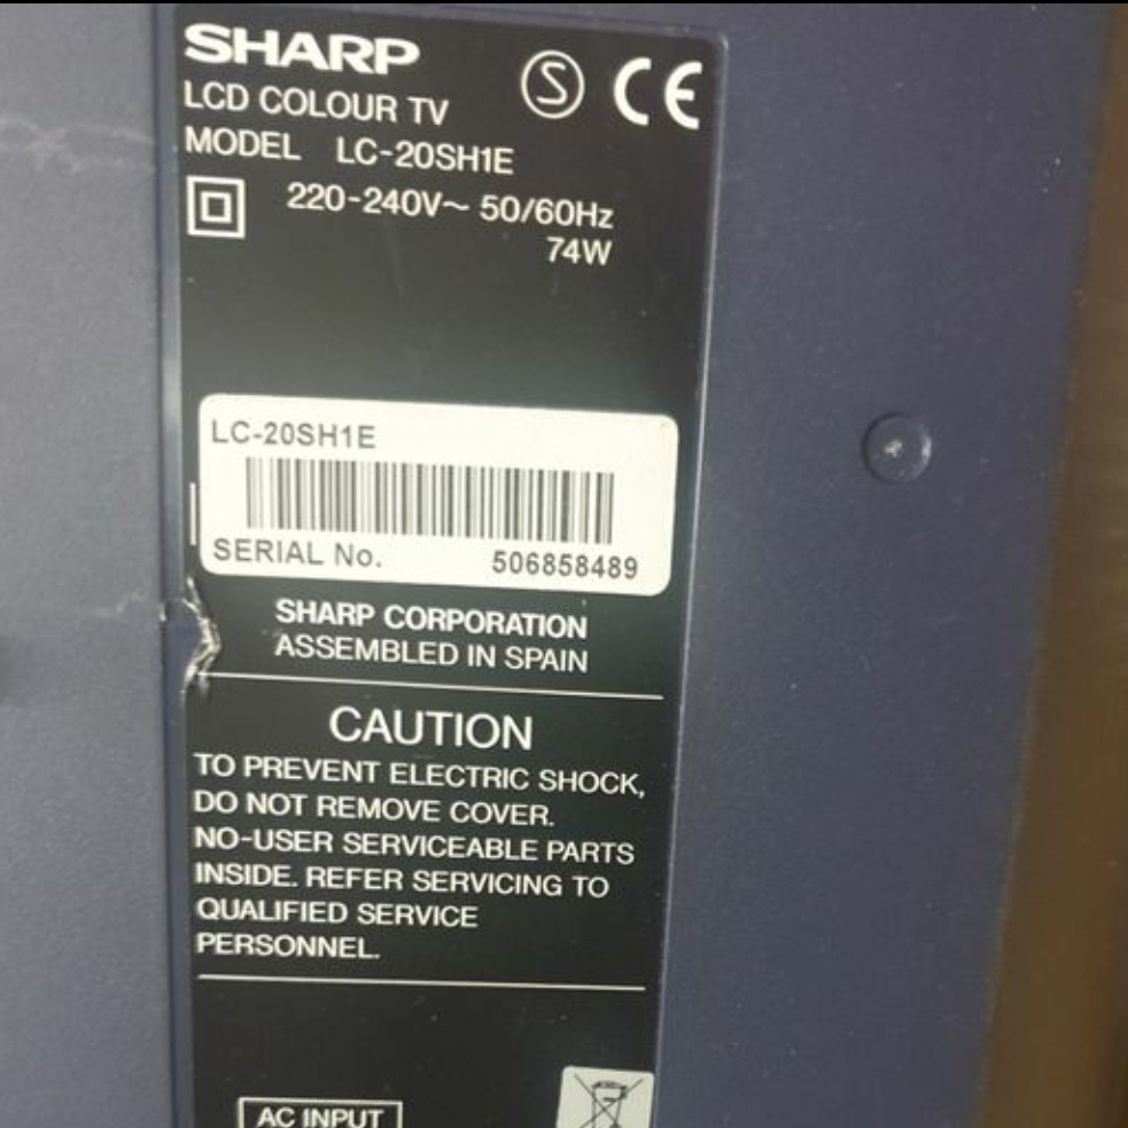 SHARP
LCD COLOUR TV
MODEL LC-20SH1E
220-240V~ 50/60Hz
74W
LC-20SH1E
SERIAL No. 506858489
SHARP CORPORATION
ASSEMBLED IN SPAIN
CAUTION
TO PREVENT ELECTRIC SHOCK,
DO NOT REMOVE COVER.
NO-USER SERVICEABLE PARTS
INSIDE. REFER SERVICING TO
QUALIFIED SERVICE
PERSONNEL.
AC INPUT